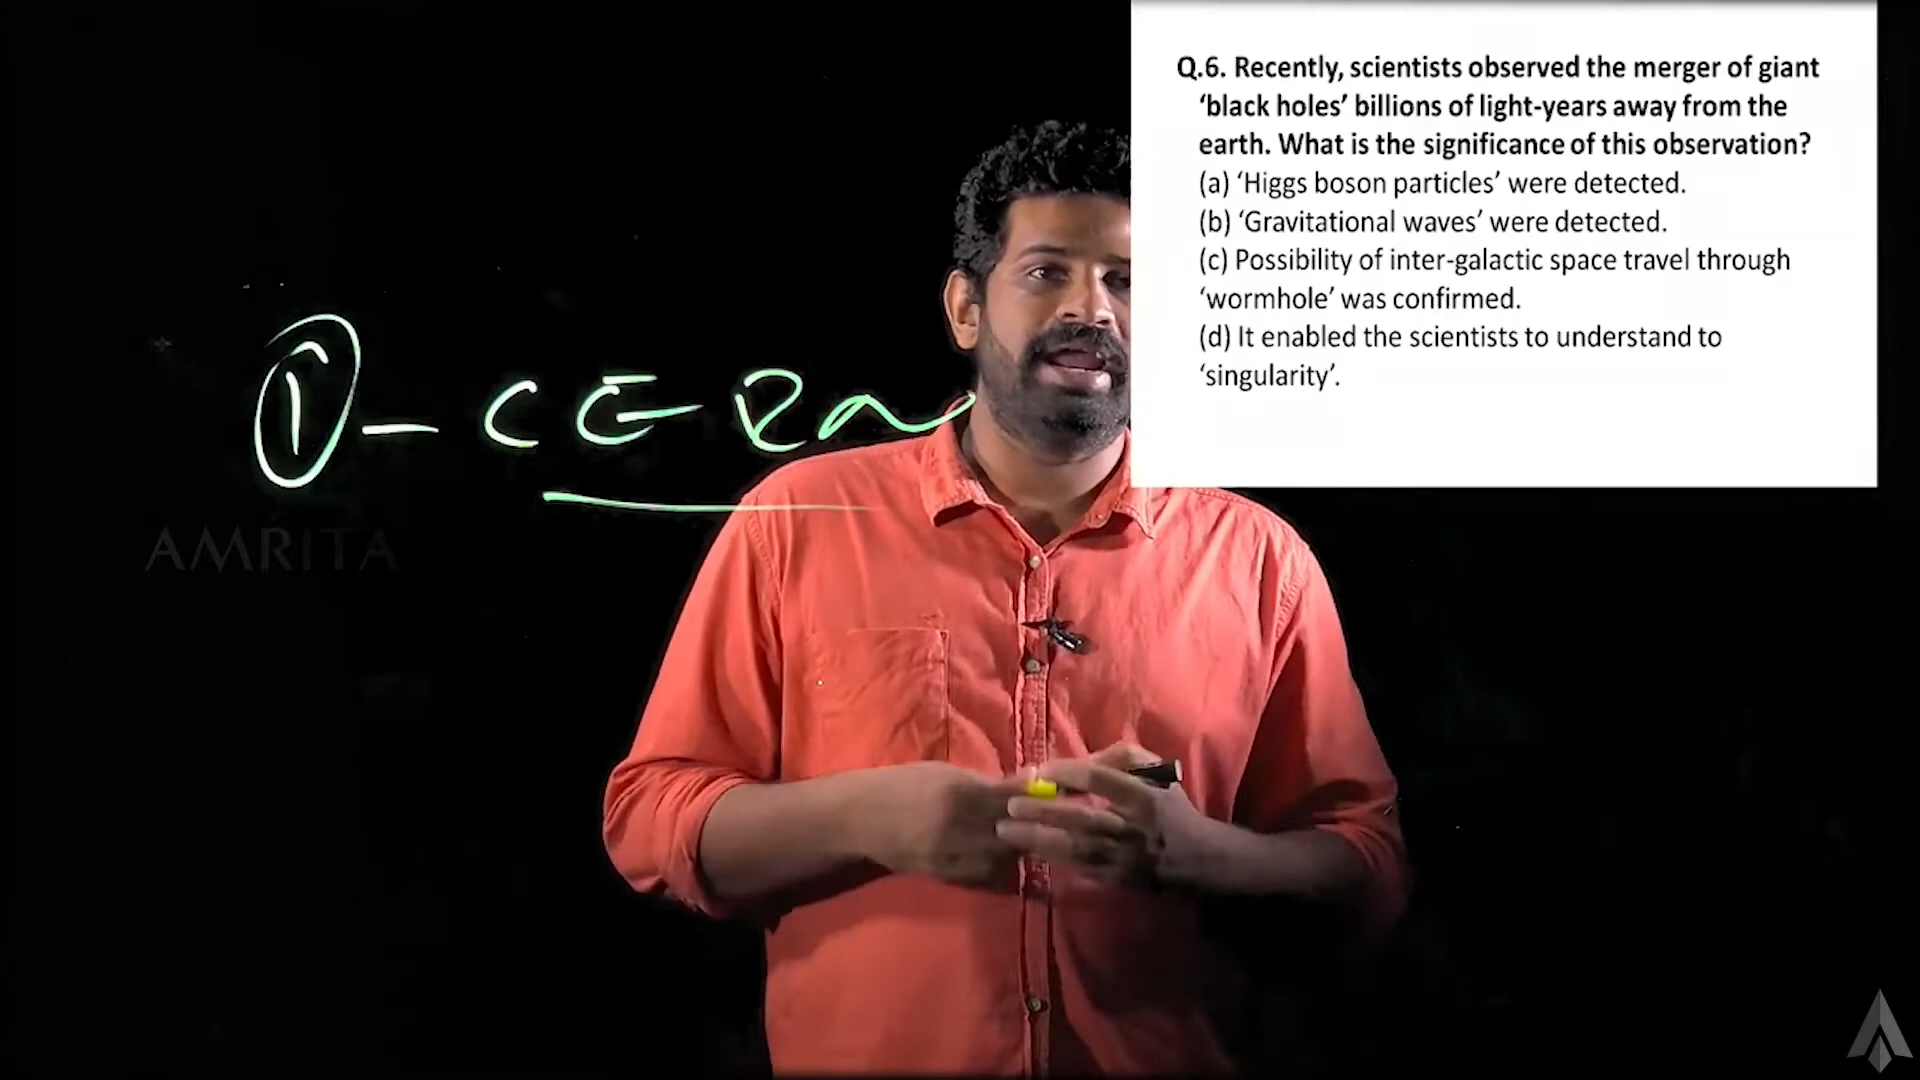 Q.6. Recently, scientists observed the merger of giant
‘black holes’ billions of light-years away from the
earth. What is the significance of this observation?
(a) ‘Higgs boson particles’ were detected.
(b) ‘Gravitational waves’ were detected.
(c) Possibility of inter-galactic space travel through
‘wormhole’ was confirmed.
(d) It enabled the scientists to understand to
‘singularity’.
1 - CERN
AMRITA